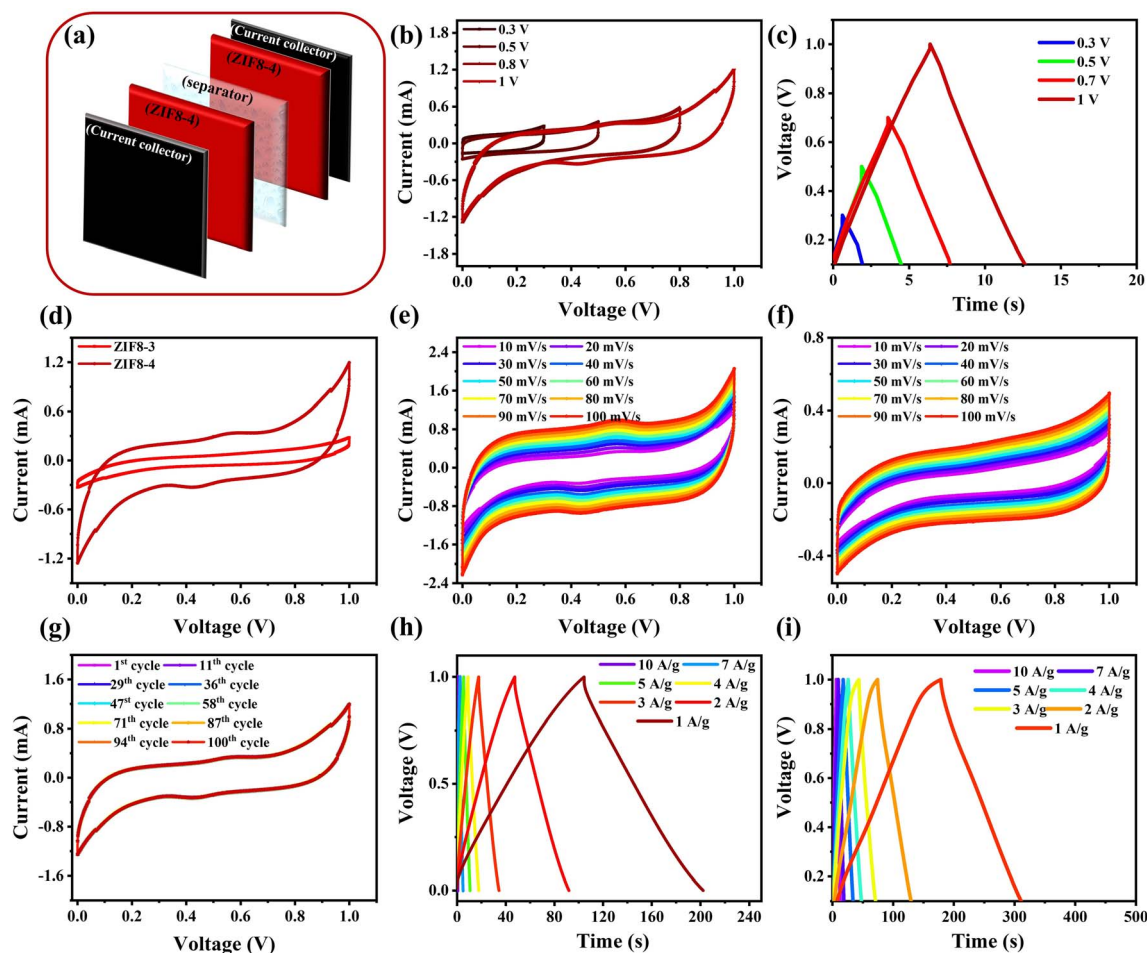 (a)
(Current collector)
(ZIF8-4)
(separator)
(ZIF8-4)
(Current collector)
(b)
0.3 V
0.5 V
0.8 V
1 V
Current (mA)
1.8
1.2
0.6
0.0
-0.6
-1.2
-1.8
0.0 0.2 0.4 0.6 0.8 1.0
Voltage (V)
(c)
0.3 V
0.5 V
0.7 V
1 V
Voltage (V)
1.0
0.8
0.6
0.4
0.2
0 5 10 15 20
Time (s)
(d)
ZIF8-3
ZIF8-4
Current (mA)
1.2
0.6
0.0
-0.6
-1.2
0.0 0.2 0.4 0.6 0.8 1.0
Voltage (V)
(e)
10 mV/s 20 mV/s
30 mV/s 40 mV/s
50 mV/s 60 mV/s
70 mV/s 80 mV/s
90 mV/s 100 mV/s
Current (mA)
2.4
1.6
0.8
0.0
-0.8
-1.6
-2.4
0.0 0.2 0.4 0.6 0.8 1.0
Voltage (V)
(f)
10 mV/s 20 mV/s
30 mV/s 40 mV/s
50 mV/s 60 mV/s
70 mV/s 80 mV/s
90 mV/s 100 mV/s
Current (mA)
0.8
0.4
0.0
-0.4
0.0 0.2 0.4 0.6 0.8 1.0
Voltage (V)
(g)
1st cycle 11th cycle
29th cycle 36th cycle
47st cycle 58th cycle
71th cycle 87th cycle
94th cycle 100th cycle
Current (mA)
1.6
0.8
0.0
-0.8
-1.6
0.0 0.2 0.4 0.6 0.8 1.0
Voltage (V)
(h)
10 A/g 7 A/g
5 A/g 4 A/g
3 A/g 2 A/g
1 A/g
Voltage (V)
1.0
0.5
0.0
0 40 80 120 160 200 240
Time (s)
(i)
10 A/g 7 A/g
5 A/g 4 A/g
3 A/g 2 A/g
1 A/g
Voltage (V)
1.0
0.8
0.6
0.4
0.2
0 100 200 300 400 500
Time (s)